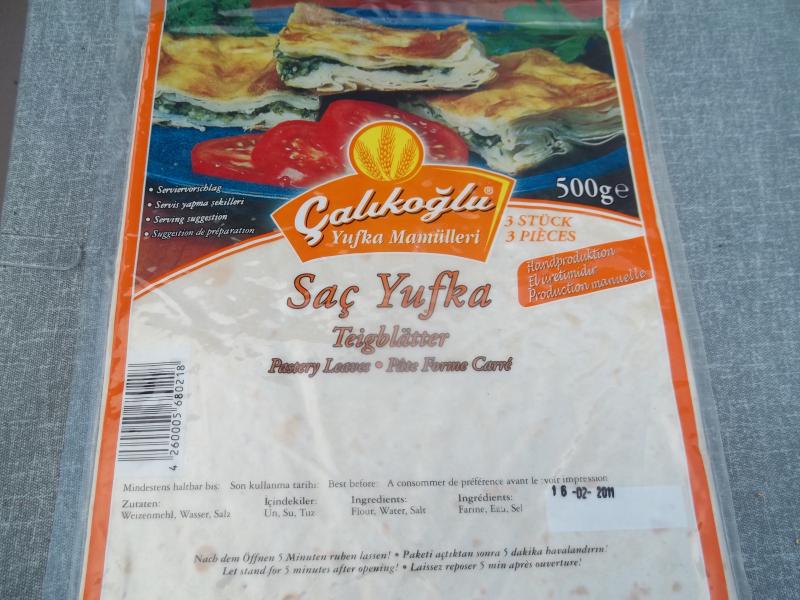 • Serviervorschlag
• Servis yapma şekilleri
• Serving suggestion
• Suggestion de préparation
500g e
Çalıkoğlu®
Yufka Mamülleri
3 STÜCK
3 PIÈCES
Handproduktion
El üretimidir
Production manuelle
Saç Yufka
Teigblätter
Pastery Leaves • Pâte Forme Carré
4 260005 680218
Mindestens haltbar bis: Son kullanma tarihi: Best before: A consommer de préférence avant le :voir impression
16-02-2011
Zutaten:
Weizenmehl, Wasser, Salz
İçindekiler:
Un, Su, Tuz
Ingredients:
Flour, Water, Salt
Ingrédients:
Farine, Eau, Sel
Nach dem Öffnen 5 Minuten ruhen lassen! • Paketi açtıktan sonra 5 dakika havalandırın!
Let stand for 5 minutes after opening! • Laissez reposer 5 min après ouverture!